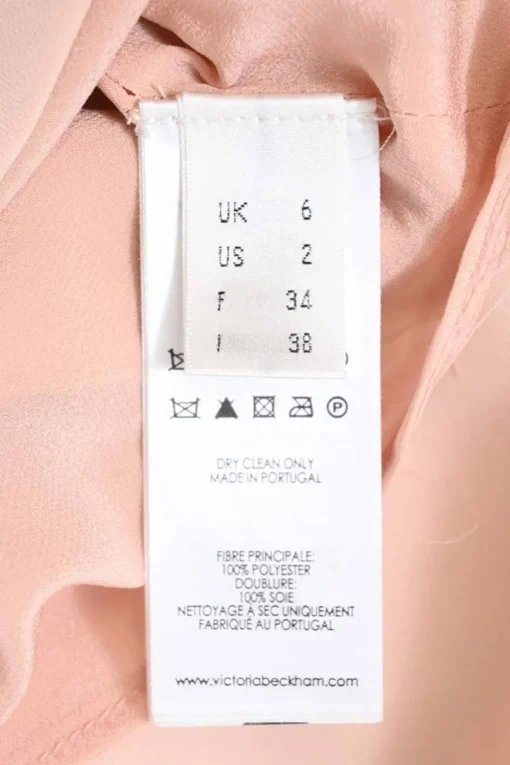 UK 6
US 2
F 34
I 38
P
DRY CLEAN ONLY
MADE IN PORTUGAL
FIBRE PRINCIPALE:
100% POLYESTER
DOUBLURE:
100% SOIE
NETTOYAGE À SEC UNIQUEMENT
FABRIQUÉ AU PORTUGAL
www.victoriabeckham.com